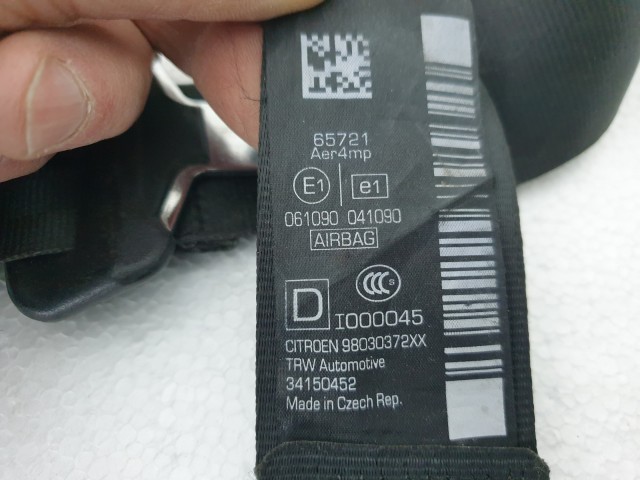 65721
Aer4mp
E1 e1
061090 041090
AIRBAG
CCC S
D I000045
CITROEN 98030372XX
TRW Automotive
34150452
Made in Czech Rep.